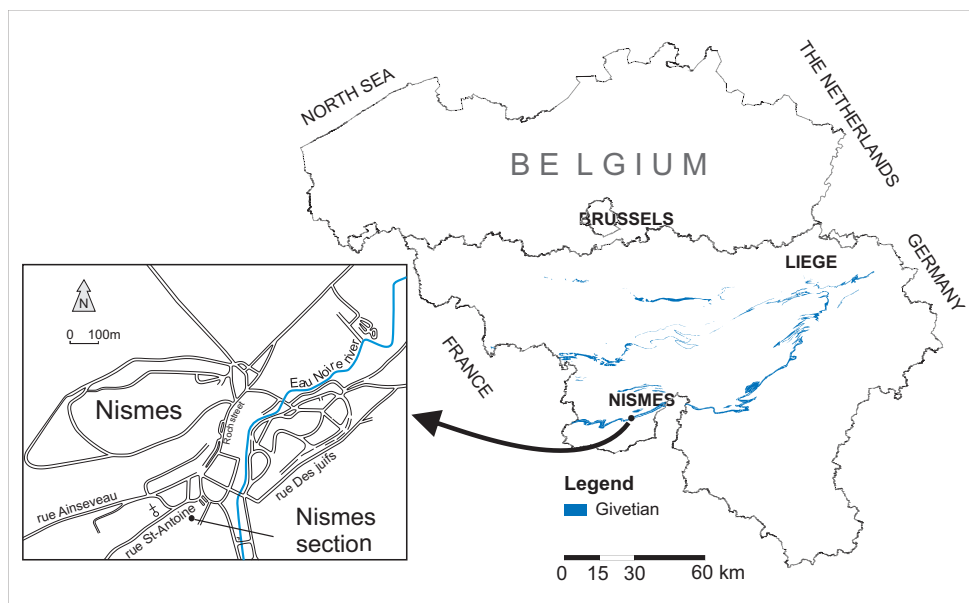 NORTH SEA
THE NETHERLANDS
BELGIUM
BRUSSELS
LIEGE
GERMANY
FRANCE
NISMES
N
0 100m
Eau Noire river
Nismes
Roch street
rue Des juifs
rue Ainseveau
rue St-Antoine
Nismes
section
Legend
Givetian
0 15 30 60 km